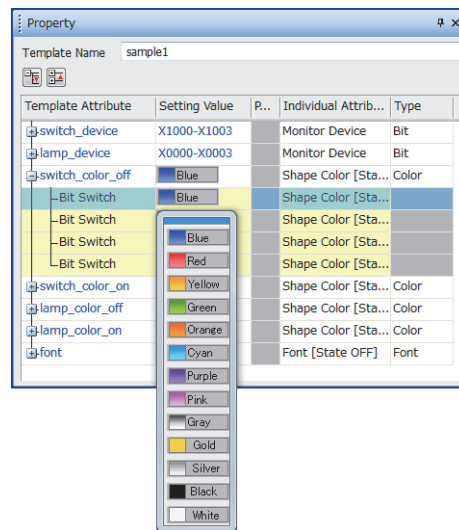 Property
Template Name sample1
Template Attribute Setting Value P... Individual Attrib... Type
switch_device X1000-X1003 Monitor Device Bit
lamp_device X0000-X0003 Monitor Device Bit
switch_color_off Blue Shape Color [Sta... Color
Bit Switch Blue Shape Color [Sta...
Bit Switch Shape Color [Sta...
Bit Switch Shape Color [Sta...
Bit Switch Shape Color [Sta...
switch_color_on Shape Color [Sta... Color
lamp_color_off Shape Color [Sta... Color
lamp_color_on Shape Color [Sta... Color
font Font [State OFF] Font
Blue
Red
Yellow
Green
Orange
Cyan
Purple
Pink
Gray
Gold
Silver
Black
White